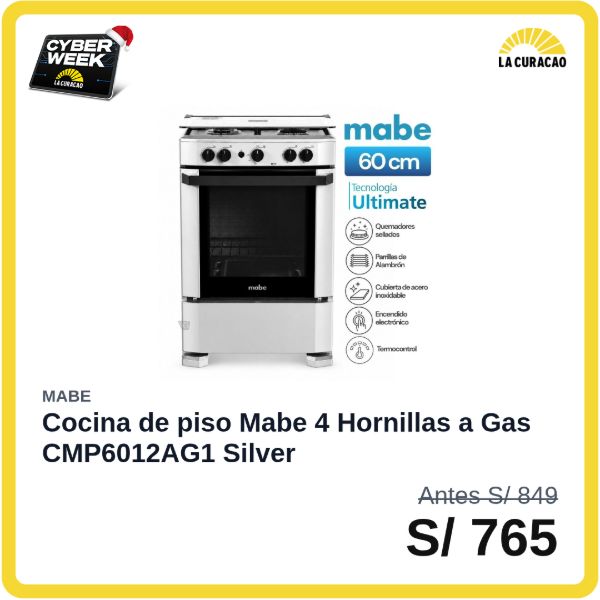 CYBER
WEEK
LA CURACAO
LA CURACAO
mabe
60 cm
Tecnología
Ultimate
Quemadores
sellados
Parrillas de
Alambrón
Cubierta de acero
inoxidable
Encendido
electrónico
Termocontrol
mabe
MABE
Cocina de piso Mabe 4 Hornillas a Gas
CMP6012AG1 Silver
Antes S/ 849
S/ 765